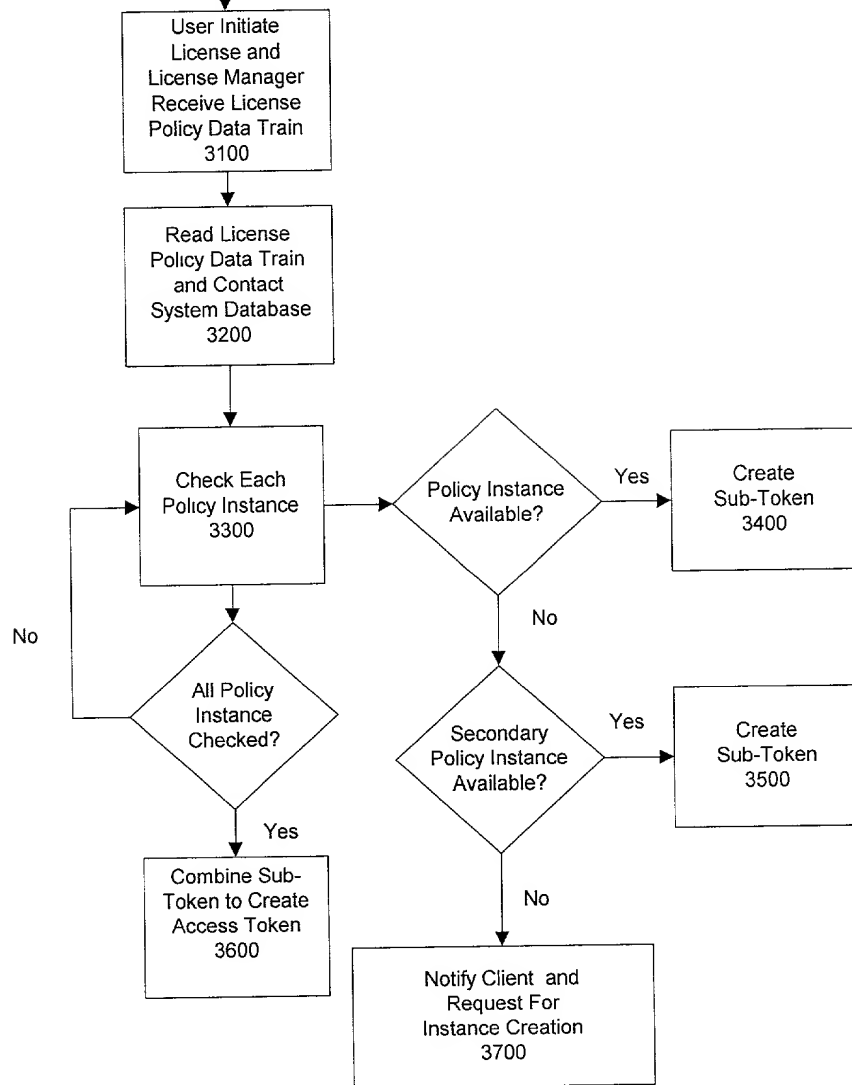 User Initiate
License and
License Manager
Receive License
Policy Data Train
3100
Read License
Policy Data Train
and Contact
System Database
3200
Check Each
Policy Instance
3300
Policy Instance
Available?
Yes
Create
Sub-Token
3400
No
No
All Policy
Instance
Checked?
Secondary
Policy Instance
Available?
Yes
Create
Sub-Token
3500
Yes
Combine Sub-
Token to Create
Access Token
3600
No
Notify Client and
Request For
Instance Creation
3700